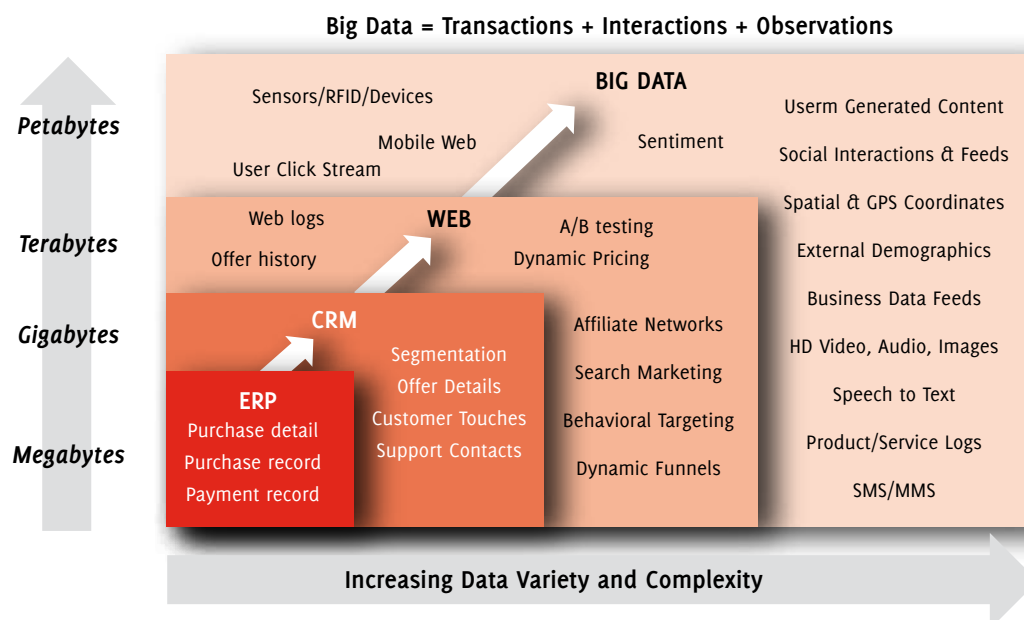 Big Data = Transactions + Interactions + Observations
Petabytes
Terabytes
Gigabytes
Megabytes
BIG DATA
Sensors/RFID/Devices
Mobile Web
User Click Stream
Sentiment
Userm Generated Content
Social Interactions & Feeds
Spatial & GPS Coordinates
External Demographics
Business Data Feeds
HD Video, Audio, Images
Speech to Text
Product/Service Logs
SMS/MMS
WEB
Web logs
Offer history
A/B testing
Dynamic Pricing
Affiliate Networks
Search Marketing
Behavioral Targeting
Dynamic Funnels
CRM
Segmentation
Offer Details
Customer Touches
Support Contacts
ERP
Purchase detail
Purchase record
Payment record
Increasing Data Variety and Complexity